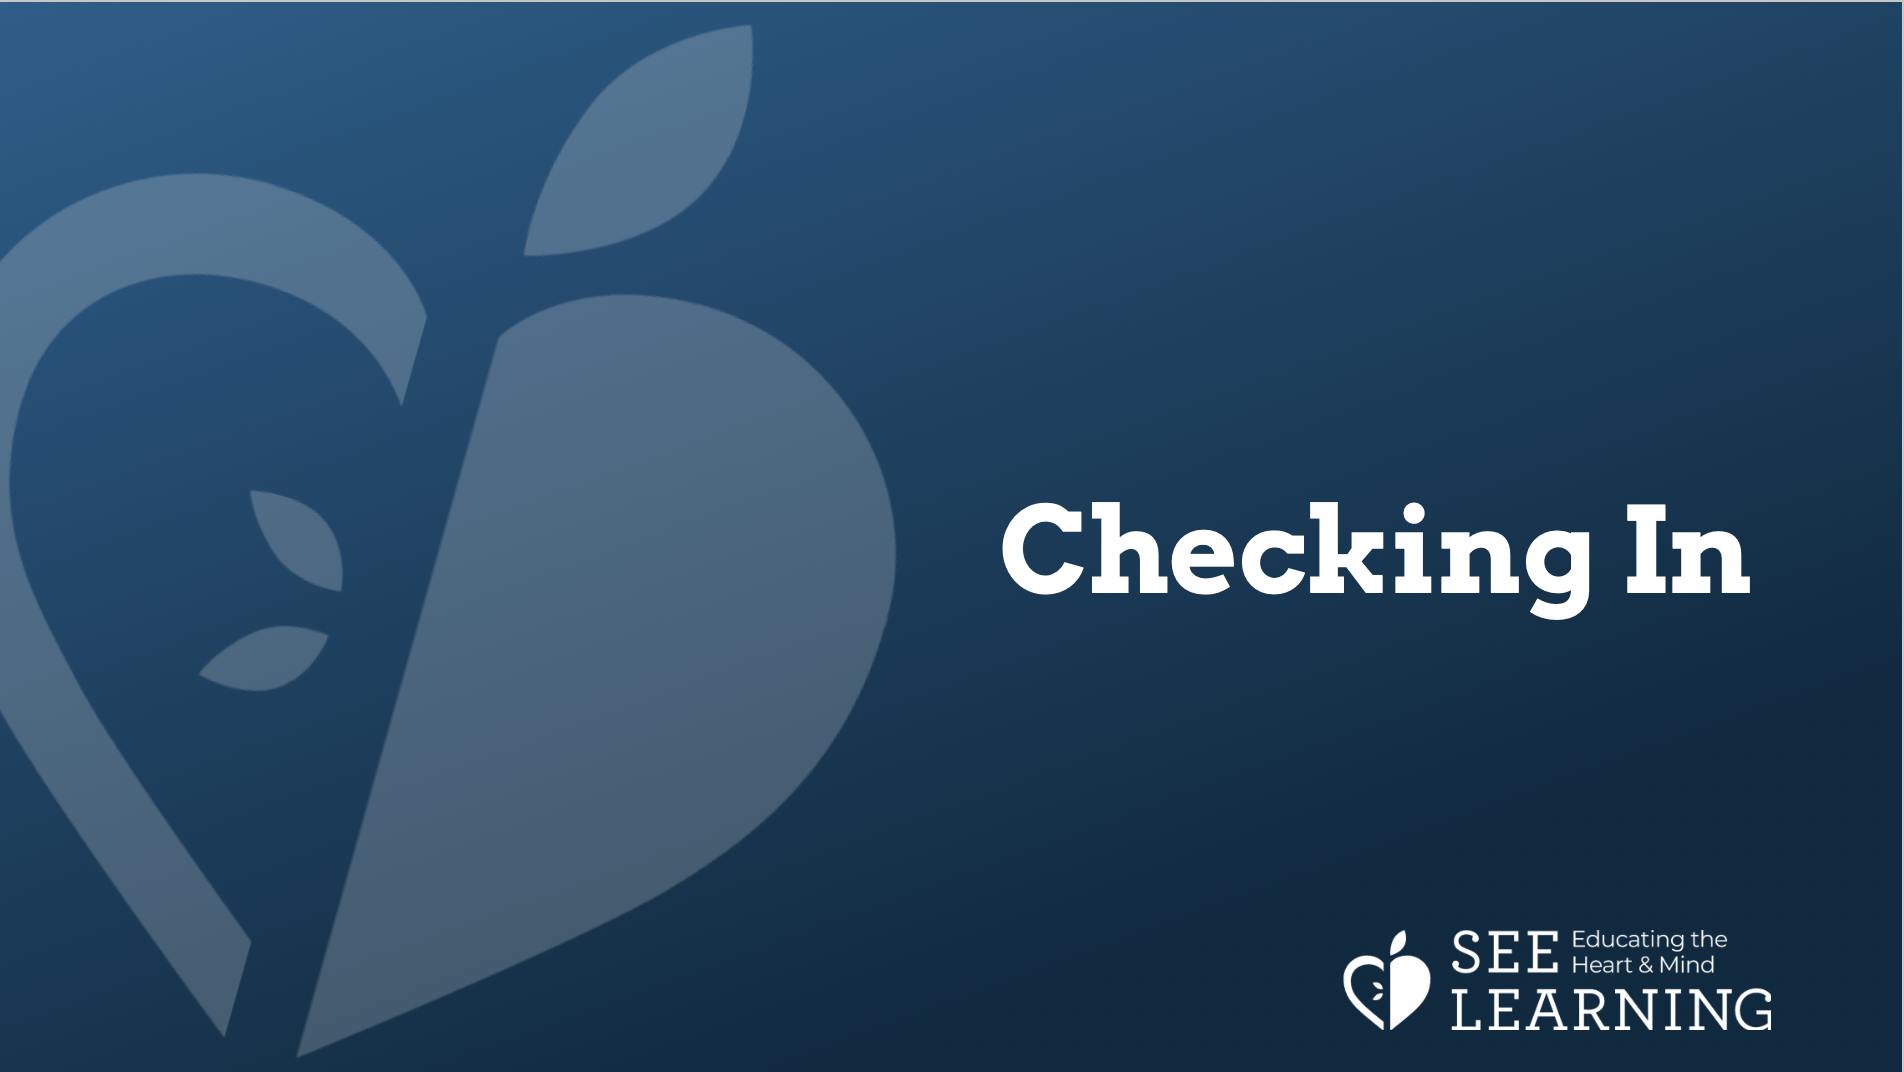 Checking In
SEE Educating the
Heart & Mind
LEARNING